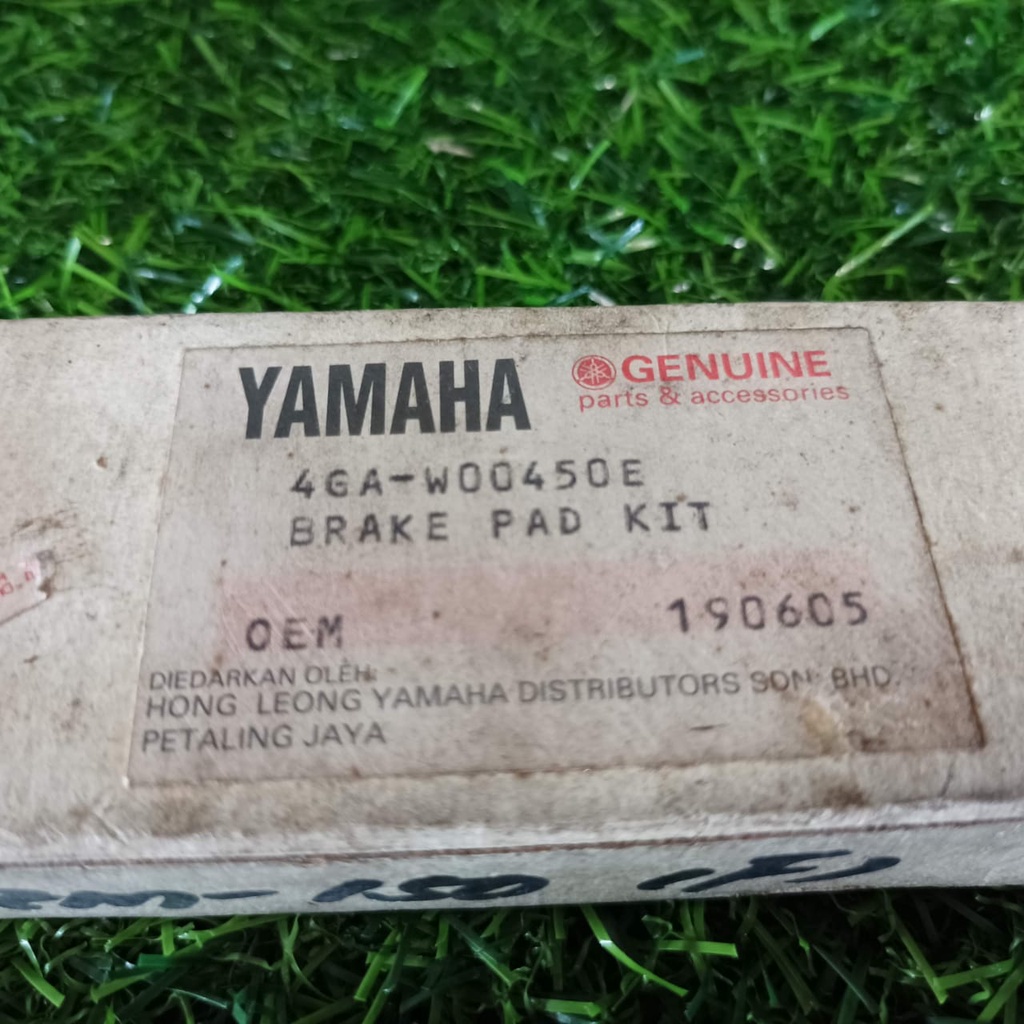 YAMAHA GENUINE
parts & accessories
4GA-W00450E
BRAKE PAD KIT
OEM 190605
DIEDARKAN OLEH:
HONG LEONG YAMAHA DISTRIBUTORS SDN. BHD.
PETALING JAYA